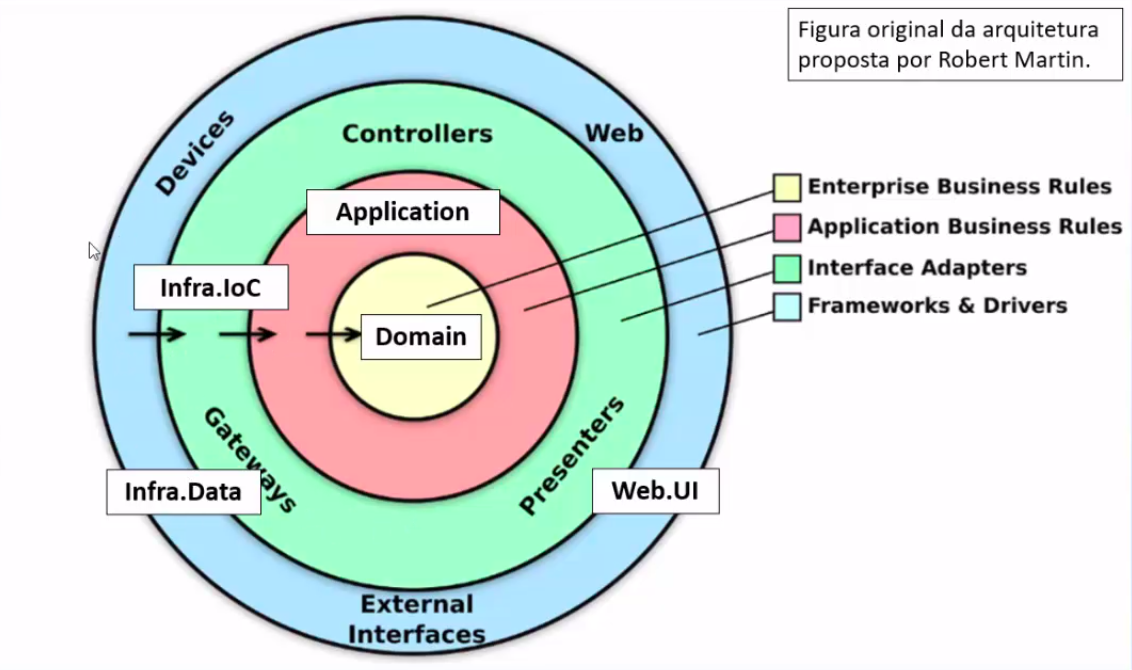 Figura original da arquitetura
proposta por Robert Martin.
Devices
Controllers
Web
Enterprise Business Rules
Application
Application Business Rules
Interface Adapters
Infra.IoC
Frameworks & Drivers
Domain
Gateways
Presenters
Infra.Data
Web.UI
External
Interfaces